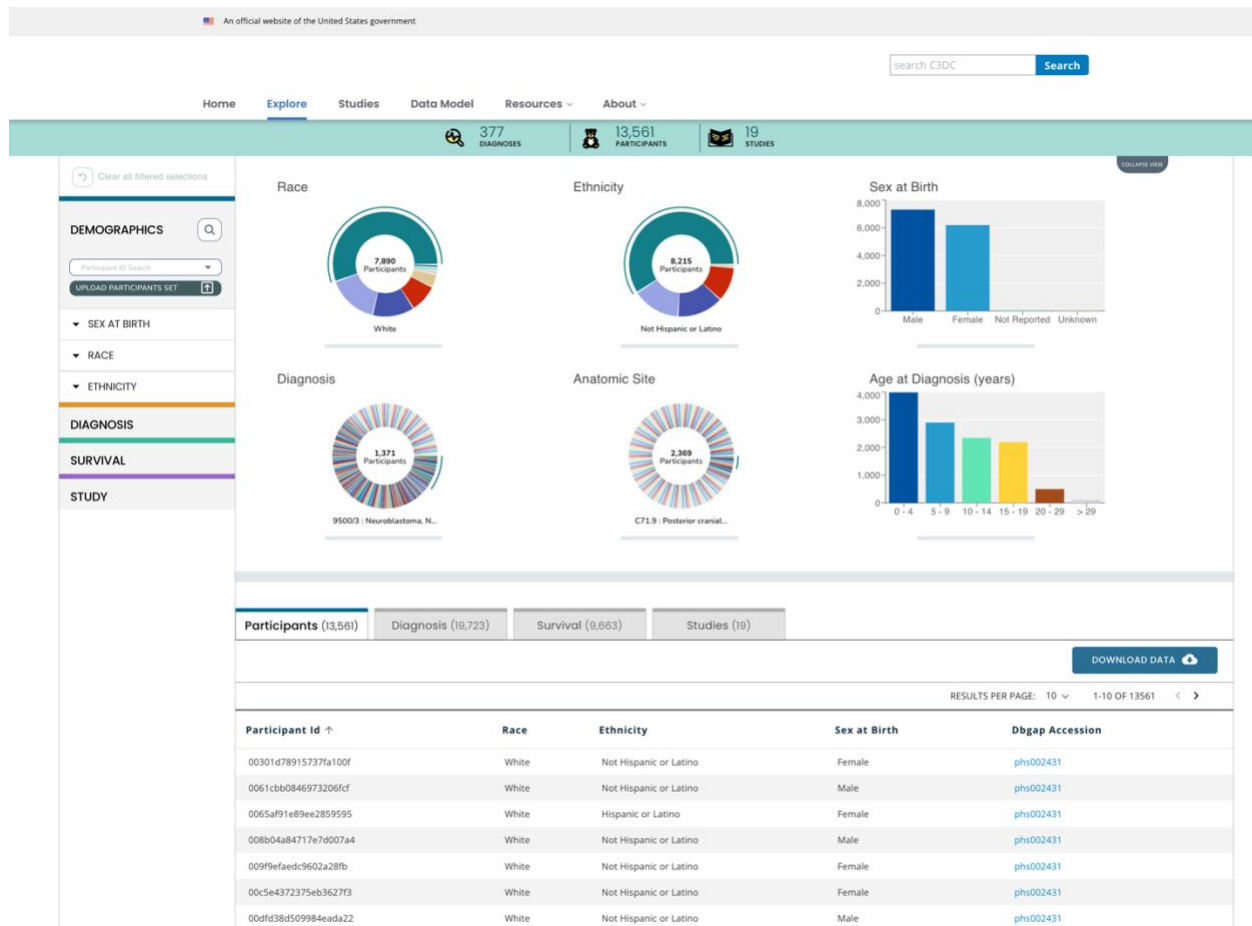 An official website of the United States government
search C3DC Search
Home Explore Studies Data Model Resources About
377 DIAGNOSES 13,561 PARTICIPANTS 19 STUDIES
COLLAPSE VIEW
Clear all filtered selections
DEMOGRAPHICS
Participant ID Search
UPLOAD PARTICIPANTS SET
SEX AT BIRTH
RACE
ETHNICITY
DIAGNOSIS
SURVIVAL
STUDY
Race
7,890
Participants
White
Ethnicity
8,215
Participants
Not Hispanic or Latino
Sex at Birth
8,000
6,000
4,000
2,000
0
Male Female Not Reported Unknown
Diagnosis
1,371
Participants
9500/3 : Neuroblastoma, N...
Anatomic Site
2,369
Participants
C71.9 : Posterior cranial...
Age at Diagnosis (years)
4,000
3,000
2,000
1,000
0
0 - 4 5 - 9 10 - 14 15 - 19 20 - 29 > 29
Participants (13,561) Diagnosis (19,723) Survival (9,663) Studies (19)
DOWNLOAD DATA
RESULTS PER PAGE: 10 1-10 OF 13561
Participant Id Race Ethnicity Sex at Birth Dbgap Accession
00301d78915737fa100f White Not Hispanic or Latino Female phs002431
0061cbb0846973206fcf White Not Hispanic or Latino Male phs002431
0065af91e89ee2859595 White Hispanic or Latino Female phs002431
008b04a84717e7d007a4 White Not Hispanic or Latino Male phs002431
009f9efaedc9602a28fb White Not Hispanic or Latino Female phs002431
00c5e4372375eb3627f3 White Not Hispanic or Latino Female phs002431
00dfd38d509984eada22 White Not Hispanic or Latino Male phs002431